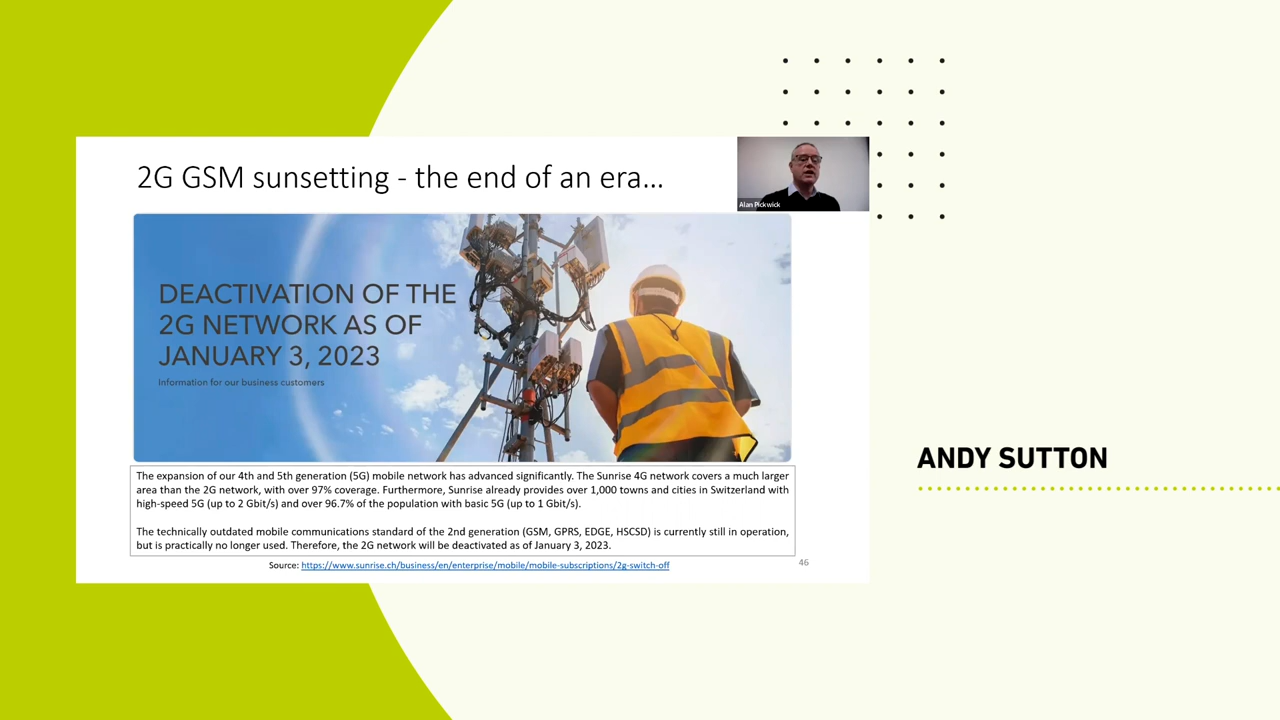 2G GSM sunsetting - the end of an era...
Alan Pickwick
DEACTIVATION OF THE
2G NETWORK AS OF
JANUARY 3, 2023
Information for our business customers
The expansion of our 4th and 5th generation (5G) mobile network has advanced significantly. The Sunrise 4G network covers a much larger
area than the 2G network, with over 97% coverage. Furthermore, Sunrise already provides over 1,000 towns and cities in Switzerland with
high-speed 5G (up to 2 Gbit/s) and over 96.7% of the population with basic 5G (up to 1 Gbit/s).
The technically outdated mobile communications standard of the 2nd generation (GSM, GPRS, EDGE, HSCSD) is currently still in operation,
but is practically no longer used. Therefore, the 2G network will be deactivated as of January 3, 2023.
Source: https://www.sunrise.ch/business/en/enterprise/mobile/mobile-subscriptions/2g-switch-off
46
ANDY SUTTON